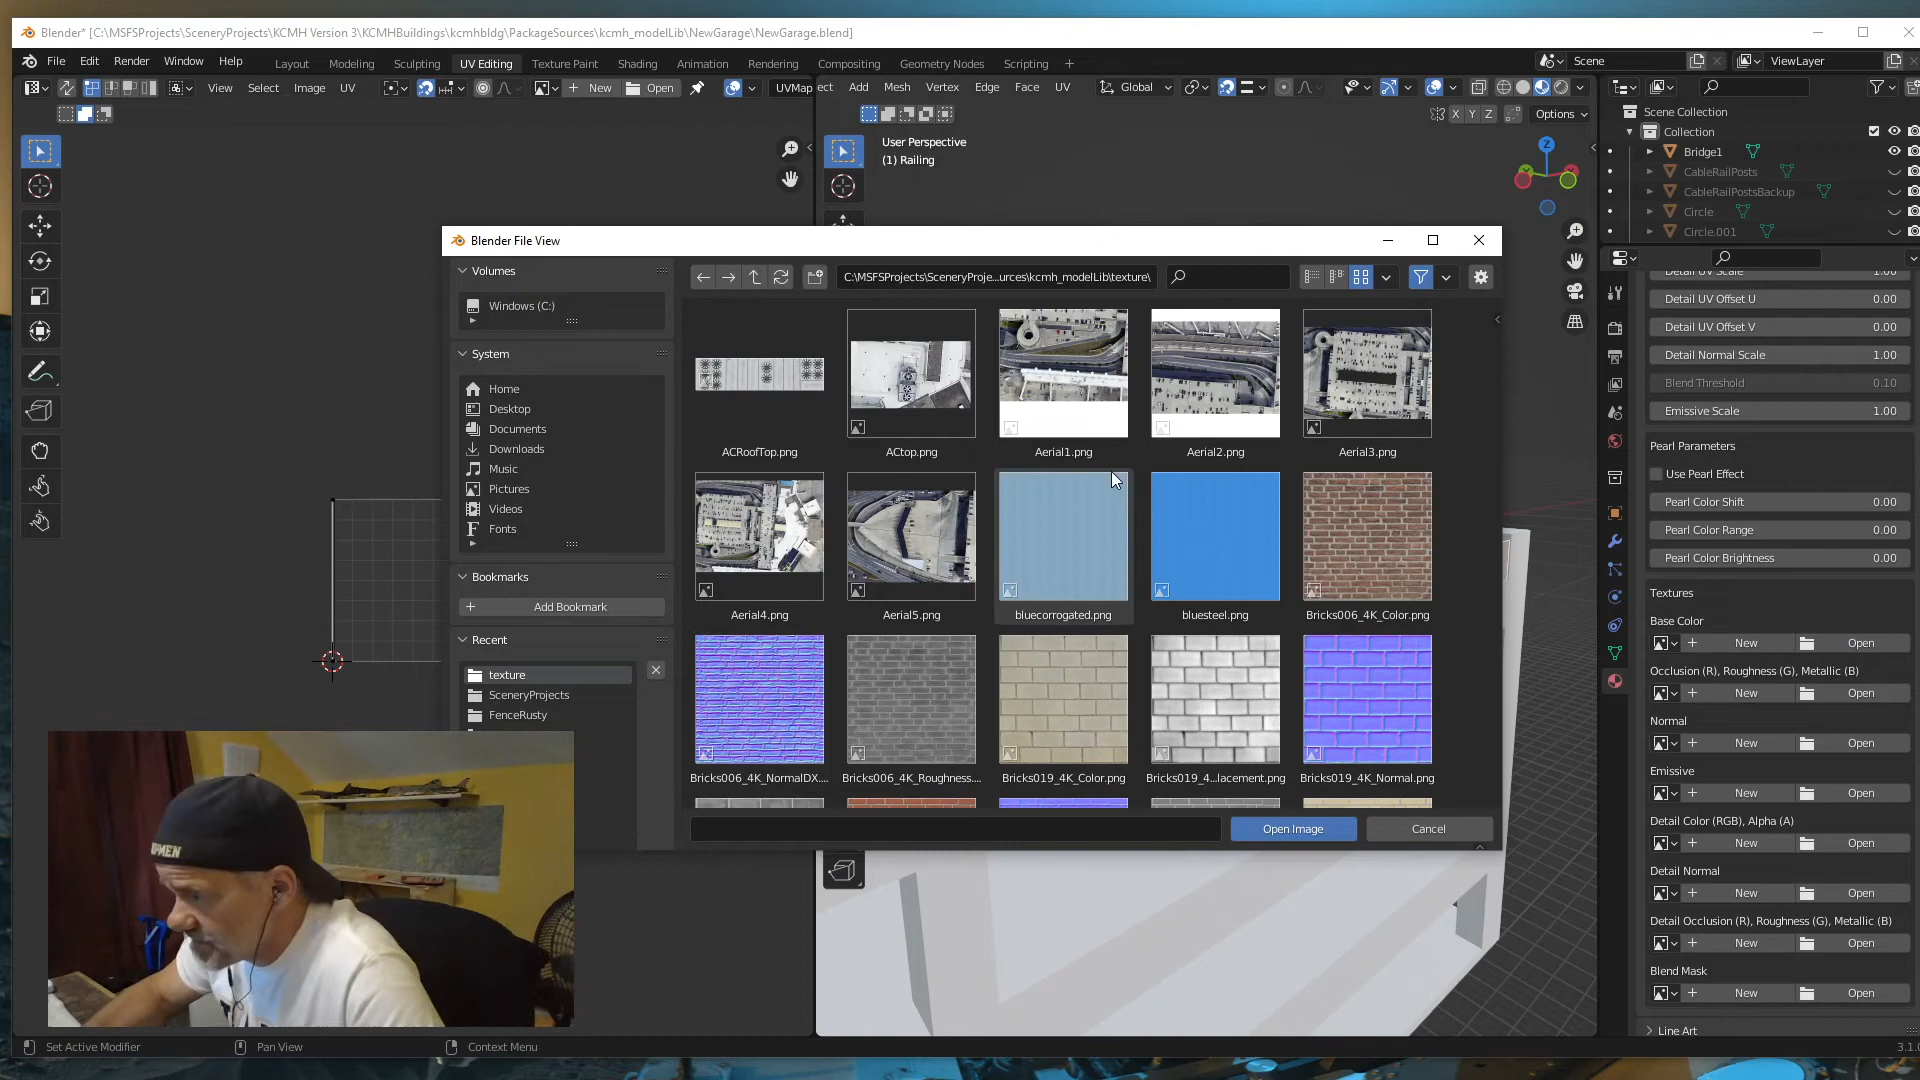 Blender* [C:\MSFSProjects\SceneryProjects\KCMH Version 3\KCMHBuildings\kcmhbldg\PackageSources\kcmh_modelLib\NewGarage\NewGarage.blend]
File Edit Render Window Help Layout Modeling Sculpting UV Editing Texture Paint Shading Animation Rendering Compositing Geometry Nodes Scripting
Scene ViewLayer
View Select Image UV New Open UVMap
ect Add Mesh Vertex Edge Face UV Global
X Y Z Options
User Perspective
(1) Railing
Z
Scene Collection
Collection
Bridge1
CableRailPosts
CableRailPostsBackup
Circle
Circle.001
Blender File View
Volumes
Windows (C:)
System
Home
Desktop
Documents
Downloads
Music
Pictures
Videos
Fonts
Bookmarks
Add Bookmark
Recent
texture
SceneryProjects
FenceRusty
C:\MSFSProjects\SceneryProje...urces\kcmh_modelLib\texture\
ACRoofTop.png ACtop.png Aerial1.png Aerial2.png Aerial3.png
Aerial4.png Aerial5.png bluecorrogated.png bluesteel.png Bricks006_4K_Color.png
Bricks006_4K_NormalDX.... Bricks006_4K_Roughness.... Bricks019_4K_Color.png Bricks019_4...lacement.png Bricks019_4K_Normal.png
Open Image Cancel
Detail UV Scale 1.00
Detail UV Offset U 0.00
Detail UV Offset V 0.00
Detail Normal Scale 1.00
Blend Threshold 0.10
Emissive Scale 1.00
Pearl Parameters
Use Pearl Effect
Pearl Color Shift 0.00
Pearl Color Range 0.00
Pearl Color Brightness 0.00
Textures
Base Color
New Open
Occlusion (R), Roughness (G), Metallic (B)
New Open
Normal
New Open
Emissive
New Open
Detail Color (RGB), Alpha (A)
New Open
Detail Normal
New Open
Detail Occlusion (R), Roughness (G), Metallic (B)
New Open
Blend Mask
New Open
Line Art
Set Active Modifier Pan View Context Menu
3.1.0